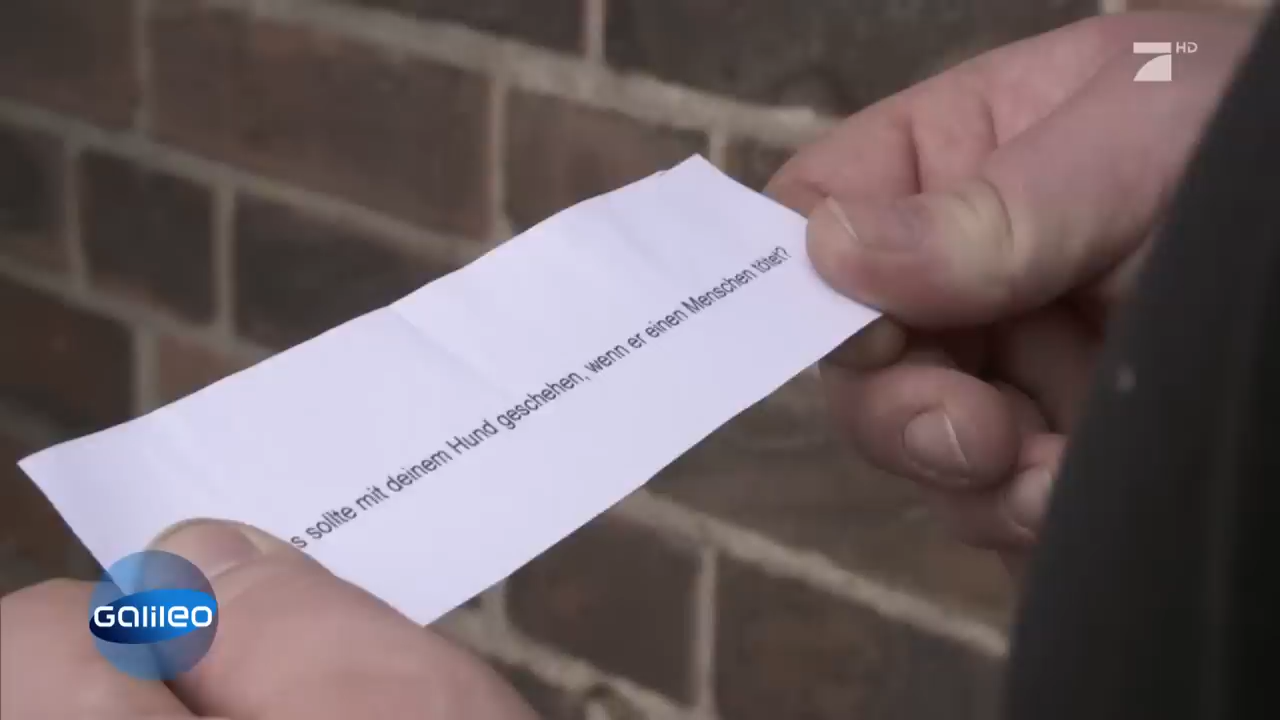 HD
s sollte mit deinem Hund geschehen, wenn er einen Menschen tötet?
GALILEO